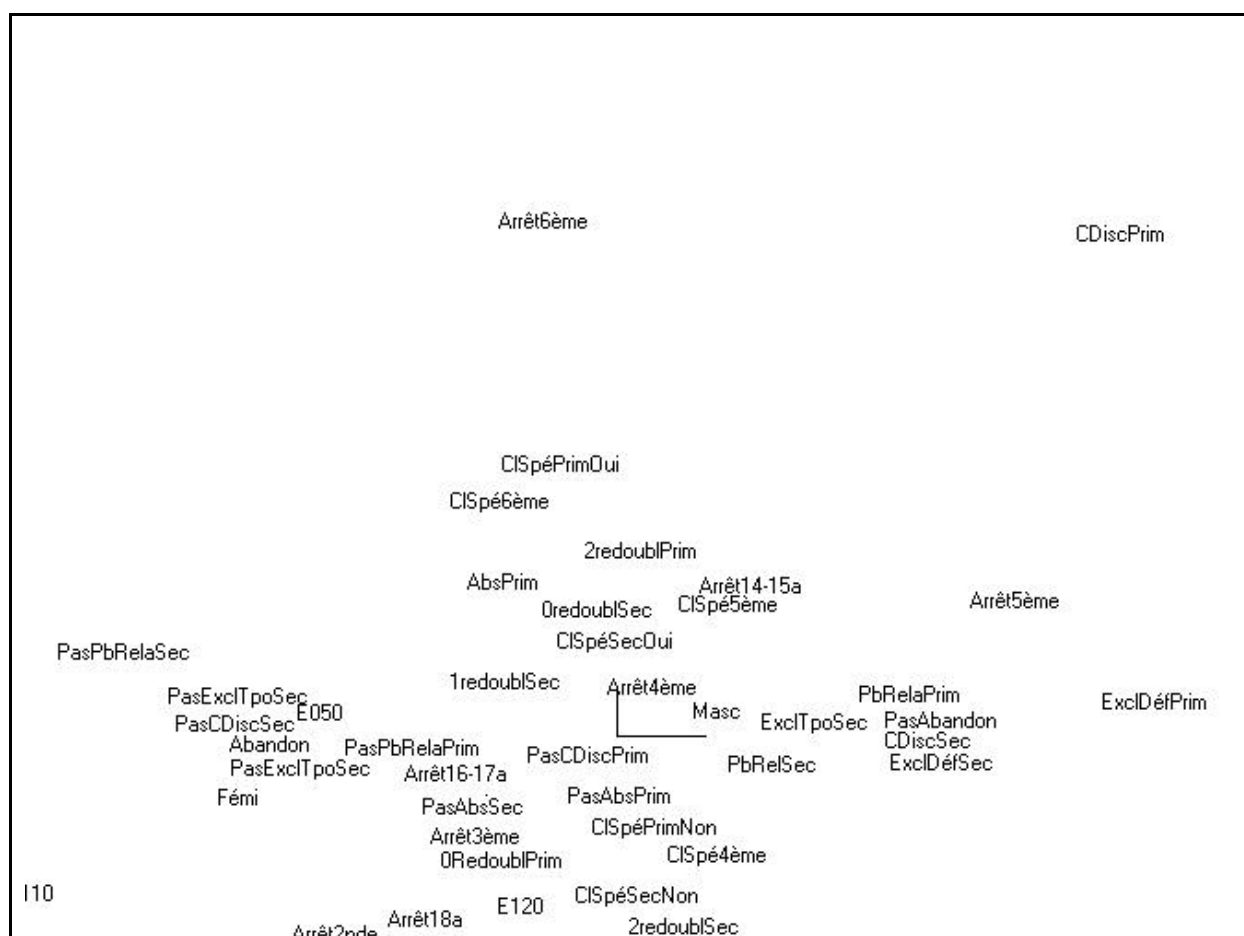 Arrêt6ème
CDiscPrim
ClSpéPrimOui
ClSpé6ème
2redoublPrim
AbsPrim
Arrêt14-15a
0redoublSec
ClSpé5ème
Arrêt5ème
ClSpéSecOui
PasPbRelaSec
1redoublSec
Arrêt4ème
PasExclTpoSec
E050
Masc
PbRelaPrim
ExclDéfPrim
PasCDiscSec
ExclTpoSec
PasAbandon
Abandon
PasPbRelaPrim
PasCDiscPrim
CDiscSec
PasExclTpoSec
Arrêt16-17a
PbRelSec
ExclDéfSec
Fémi
PasAbsSec
PasAbsPrim
Arrêt3ème
ClSpéPrimNon
0RedoublPrim
ClSpé4ème
I10
E120
ClSpéSecNon
Arrêt18a
2redoublSec
Arrêt2nde